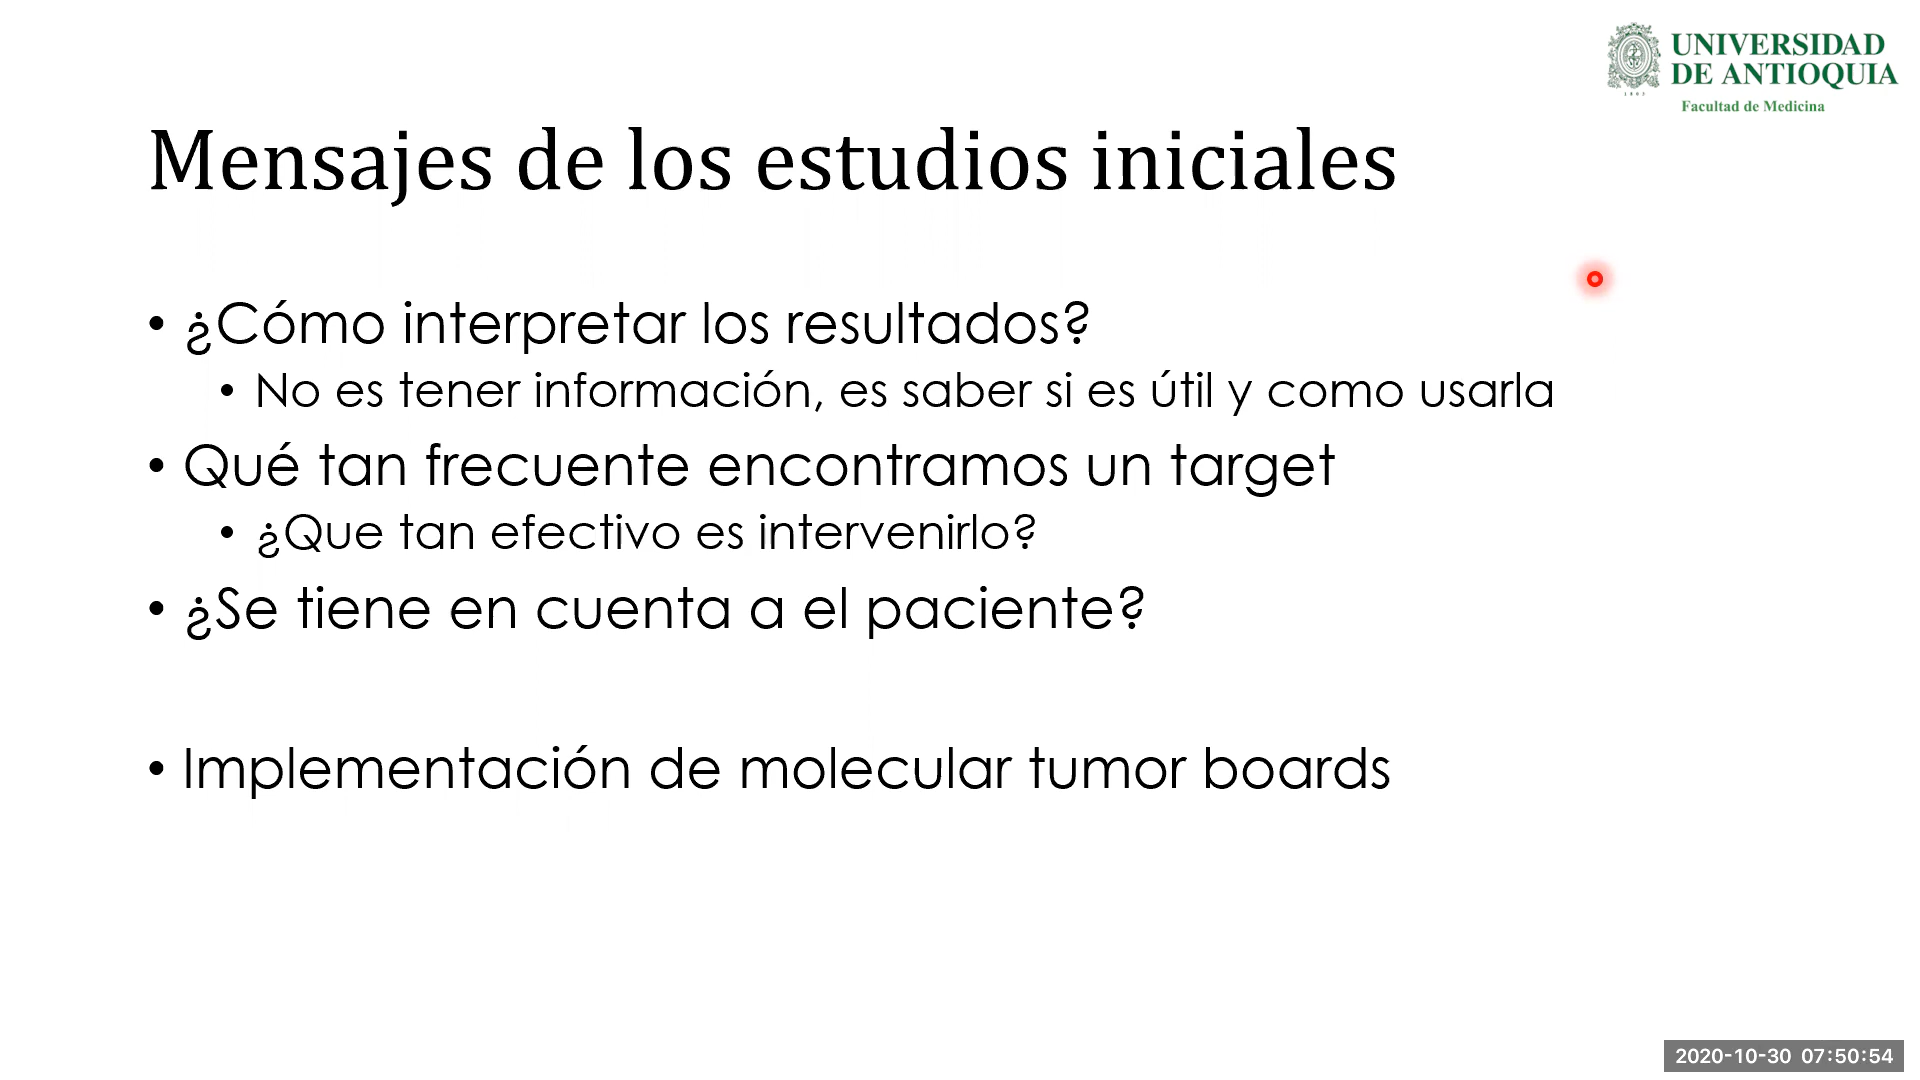 UNIVERSIDAD
DE ANTIOQUIA
1803
Facultad de Medicina
Mensajes de los estudios iniciales
• ¿Cómo interpretar los resultados?
• No es tener información, es saber si es útil y como usarla
• Qué tan frecuente encontramos un target
• ¿Que tan efectivo es intervenirlo?
• ¿Se tiene en cuenta a el paciente?
• Implementación de molecular tumor boards
2020-10-30 07:50:54